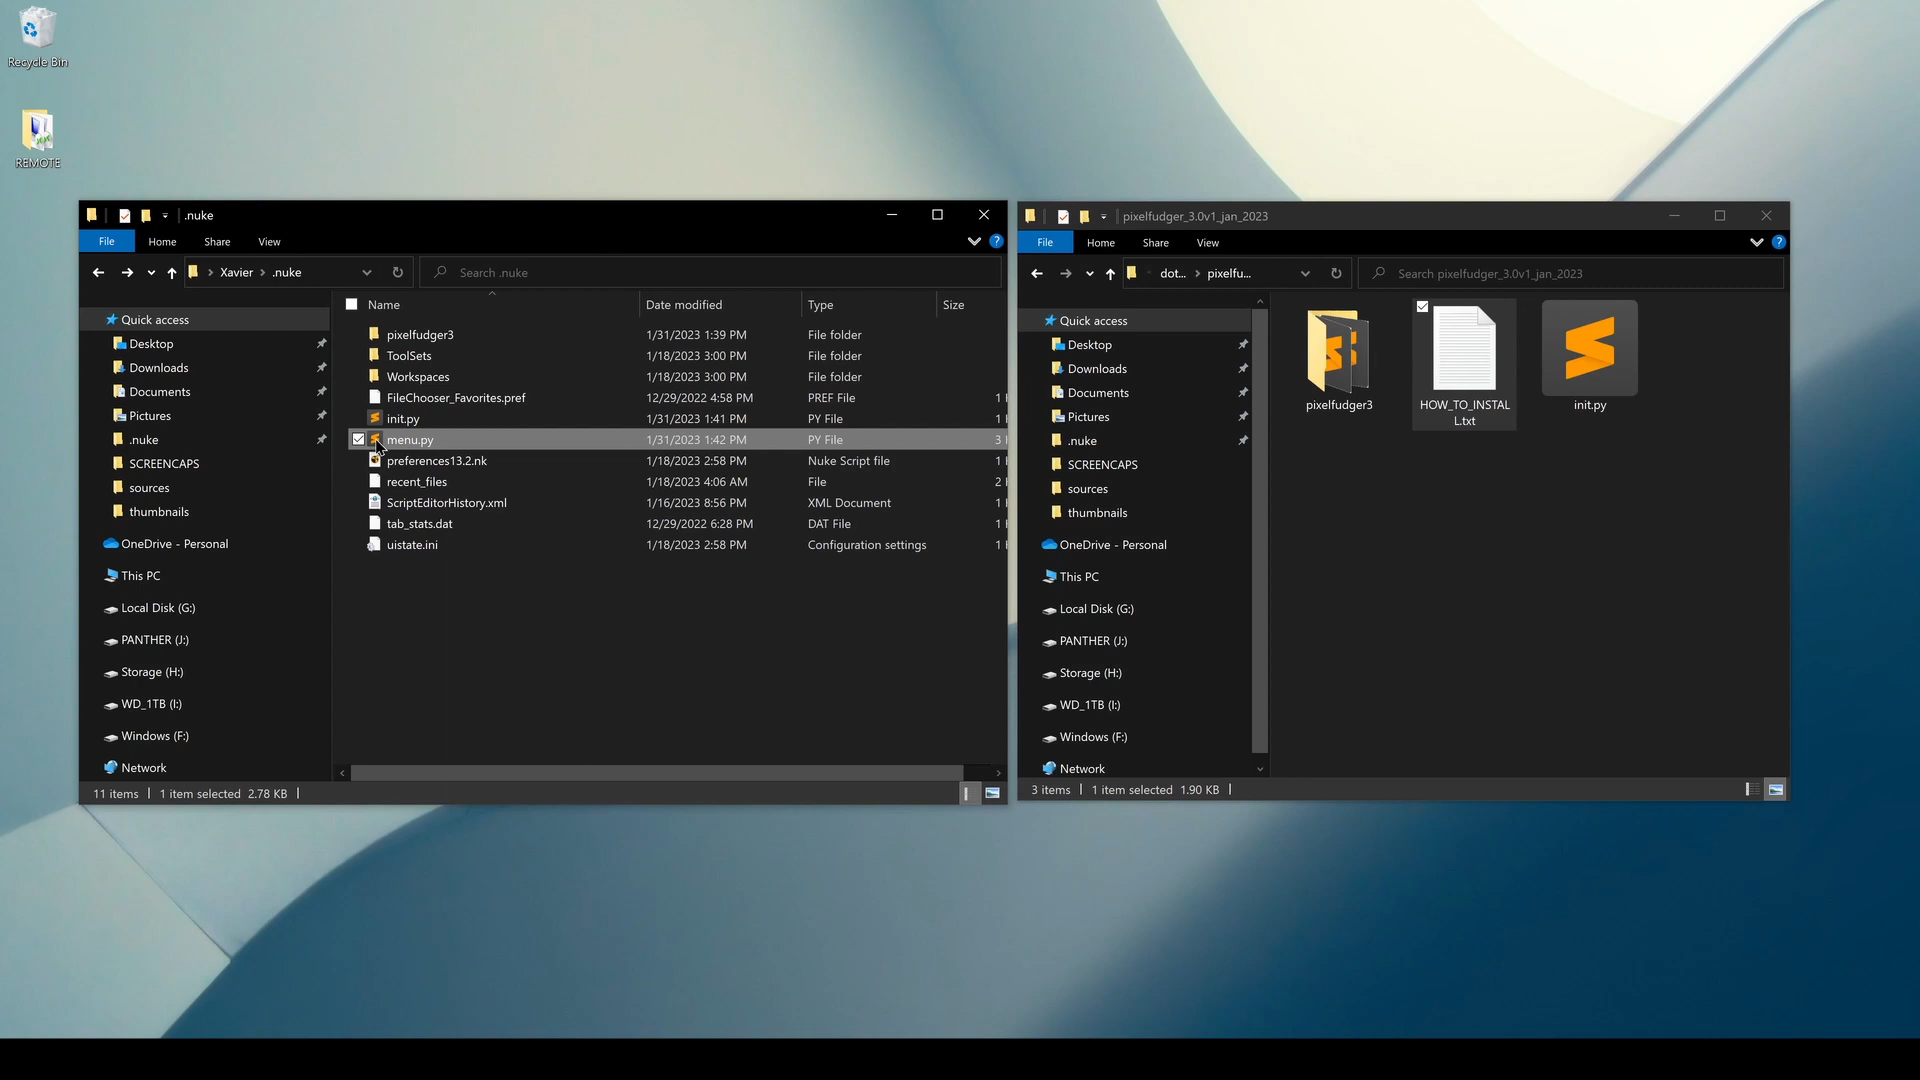 Recycle Bin
REMOTE
.nuke
File Home Share View
Xavier .nuke
Search .nuke
Name Date modified Type Size
Quick access
Desktop
Downloads
Documents
Pictures
.nuke
SCREENCAPS
sources
thumbnails
OneDrive - Personal
This PC
Local Disk (G:)
PANTHER (J:)
Storage (H:)
WD_1TB (I:)
Windows (F:)
Network
pixelfudger3 1/31/2023 1:39 PM File folder
ToolSets 1/18/2023 3:00 PM File folder
Workspaces 1/18/2023 3:00 PM File folder
FileChooser_Favorites.pref 12/29/2022 4:58 PM PREF File 1
init.py 1/31/2023 1:41 PM PY File 1
menu.py 1/31/2023 1:42 PM PY File 3
preferences13.2.nk 1/18/2023 2:58 PM Nuke Script file 1
recent_files 1/18/2023 4:06 AM File 2
ScriptEditorHistory.xml 1/16/2023 8:56 PM XML Document 1
tab_stats.dat 12/29/2022 6:28 PM DAT File 1
uistate.ini 1/18/2023 2:58 PM Configuration settings 1
11 items 1 item selected 2.78 KB
pixelfudger_3.0v1_jan_2023
File Home Share View
dot... pixelfu...
Search pixelfudger_3.0v1_jan_2023
Quick access
Desktop
Downloads
Documents
Pictures
.nuke
SCREENCAPS
sources
thumbnails
OneDrive - Personal
This PC
Local Disk (G:)
PANTHER (J:)
Storage (H:)
WD_1TB (I:)
Windows (F:)
Network
pixelfudger3
HOW_TO_INSTAL
L.txt
init.py
3 items 1 item selected 1.90 KB